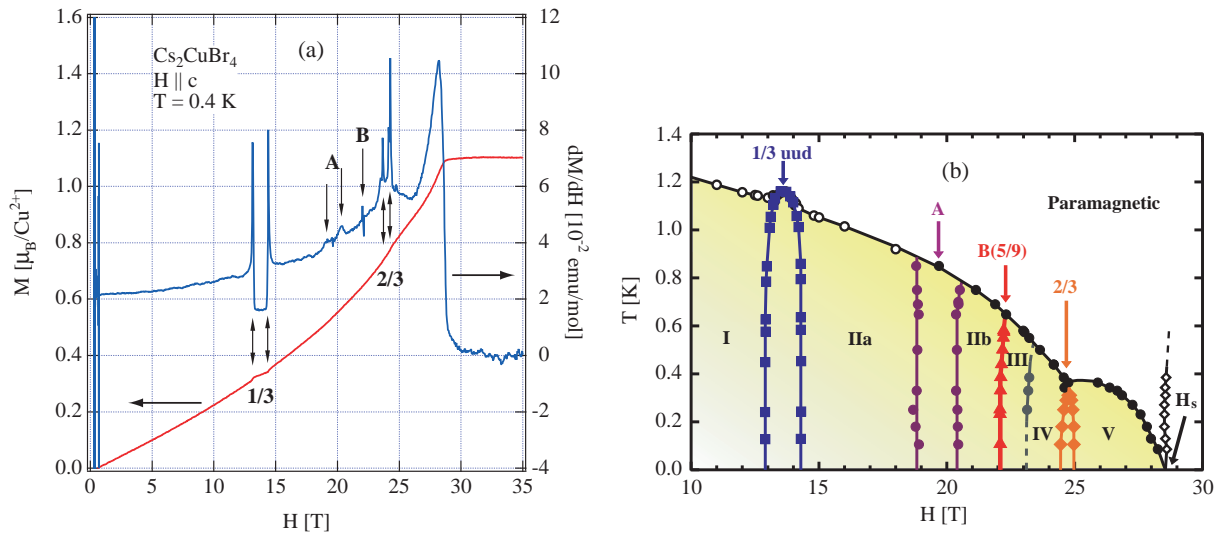 (a)
Cs₂CuBr₄
H || c
T = 0.4 K
A
B
2/3
1/3
M [μB/Cu²⁺]
1.6
1.4
1.2
1.0
0.8
0.6
0.4
0.2
0.0
dM/dH [10⁻² emu/mol]
12
10
8
6
4
2
0
-2
-4
0
5
10
15
20
25
30
35
H [T]
(b)
1/3 uud
Paramagnetic
A
B(5/9)
2/3
I
IIa
IIb
III
IV
V
Hs
T [K]
1.4
1.2
1.0
0.8
0.6
0.4
0.2
0.0
10
15
20
25
30
H [T]